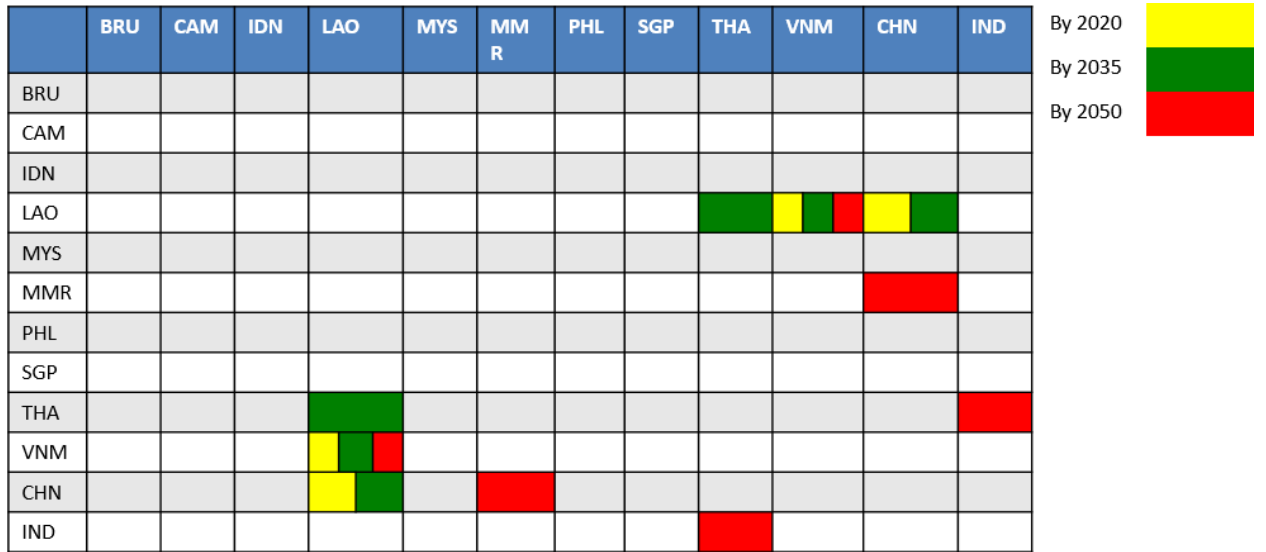 BRU CAM IDN LAO MYS MM PHL SGP THA VNM CHN IND
R
BRU
CAM
IDN
LAO
MYS
MMR
PHL
SGP
THA
VNM
CHN
IND
By 2020
By 2035
By 2050